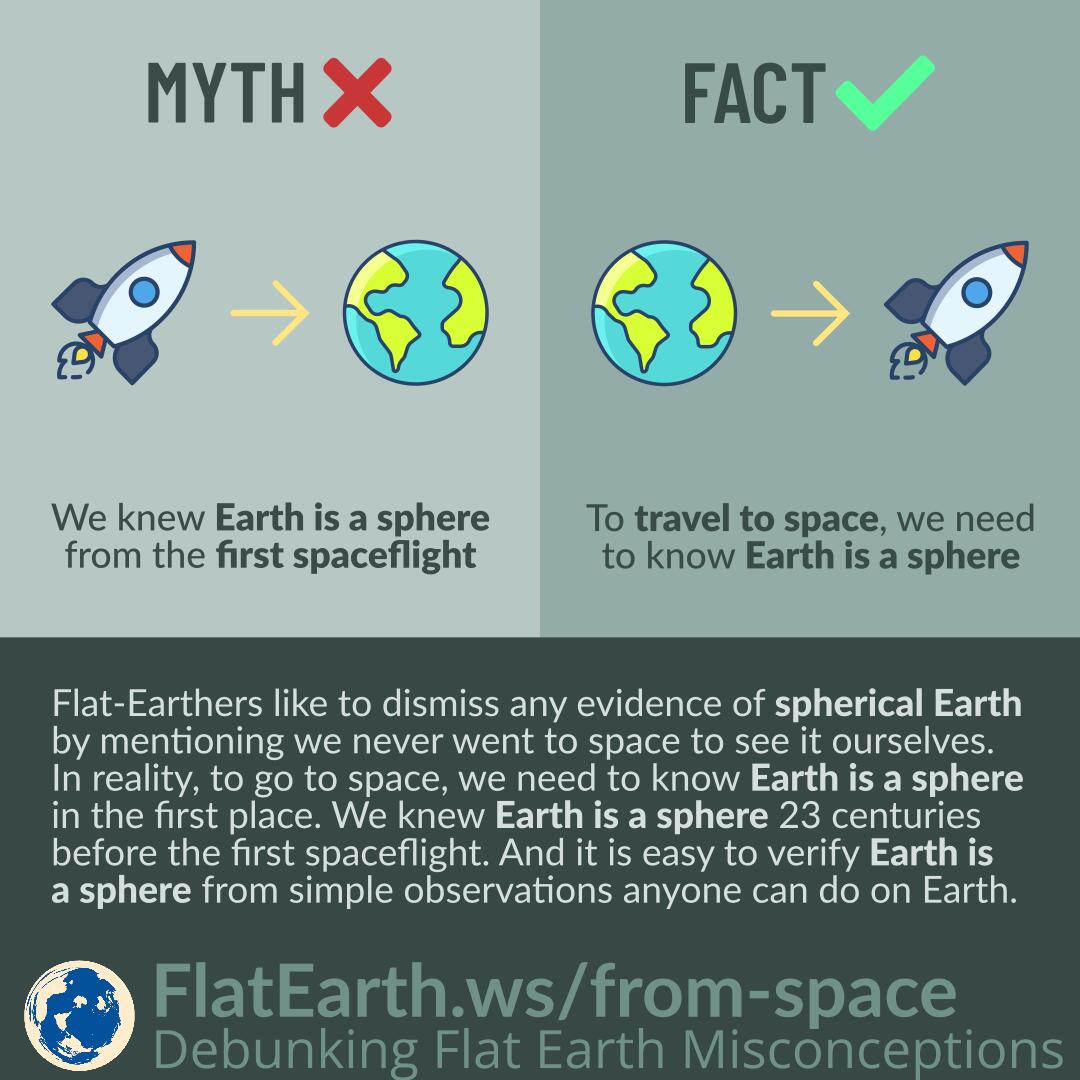 MYTH
FACT
We knew Earth is a sphere
from the first spaceflight
To travel to space, we need
to know Earth is a sphere
Flat-Earthers like to dismiss any evidence of spherical Earth
by mentioning we never went to space to see it ourselves.
In reality, to go to space, we need to know Earth is a sphere
in the first place. We knew Earth is a sphere 23 centuries
before the first spaceflight. And it is easy to verify Earth is
a sphere from simple observations anyone can do on Earth.
FlatEarth.ws/from-space
Debunking Flat Earth Misconceptions